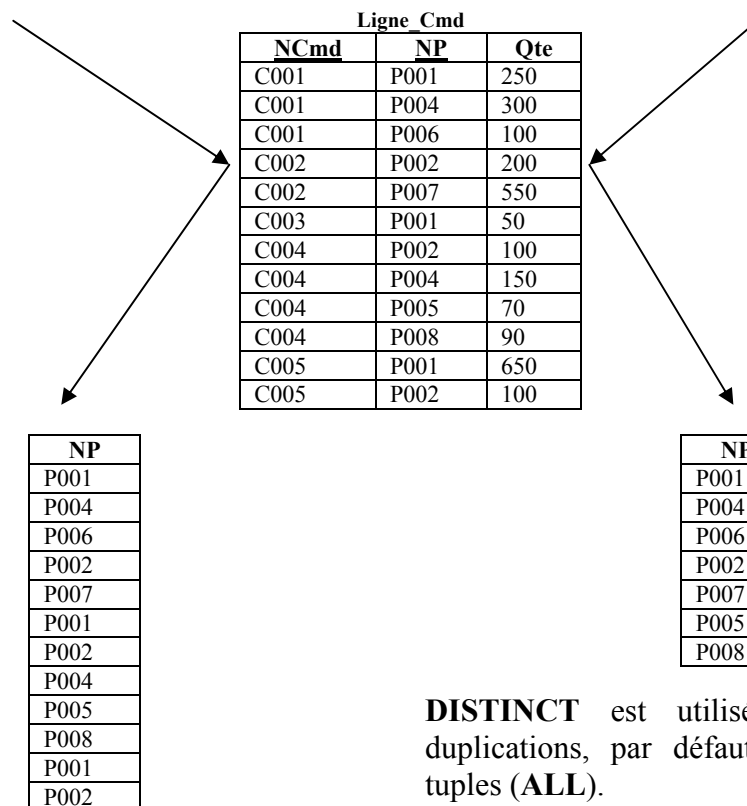 Ligne_Cmd
NCmd NP Qte
C001 P001 250
C001 P004 300
C001 P006 100
C002 P002 200
C002 P007 550
C003 P001 50
C004 P002 100
C004 P004 150
C004 P005 70
C004 P008 90
C005 P001 650
C005 P002 100
NP
P001
P004
P006
P002
P007
P001
P002
P004
P005
P008
P001
P002
NP
P001
P004
P006
P002
P007
P005
P008
DISTINCT est utilisé
duplications, par défaut
tuples (ALL).